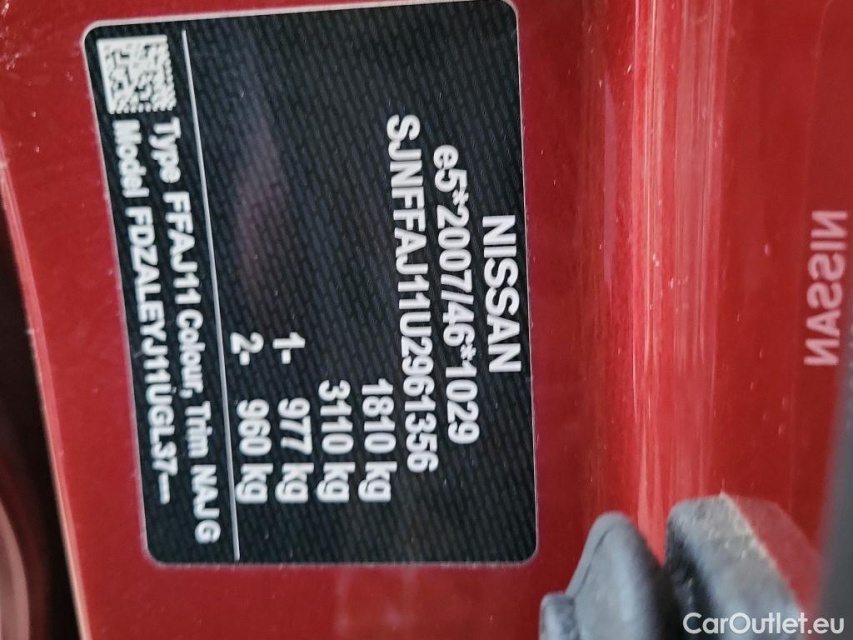 NISSAN
e5*2007/46*1029
SJNFFAJ11U2961356
1810 kg
3110 kg
1- 977 kg
2- 960 kg
Type FFAJ11 Colour, Trim NAJG
Model FDZALEYJ11UGL37---
NISSAN
CarOutlet.eu